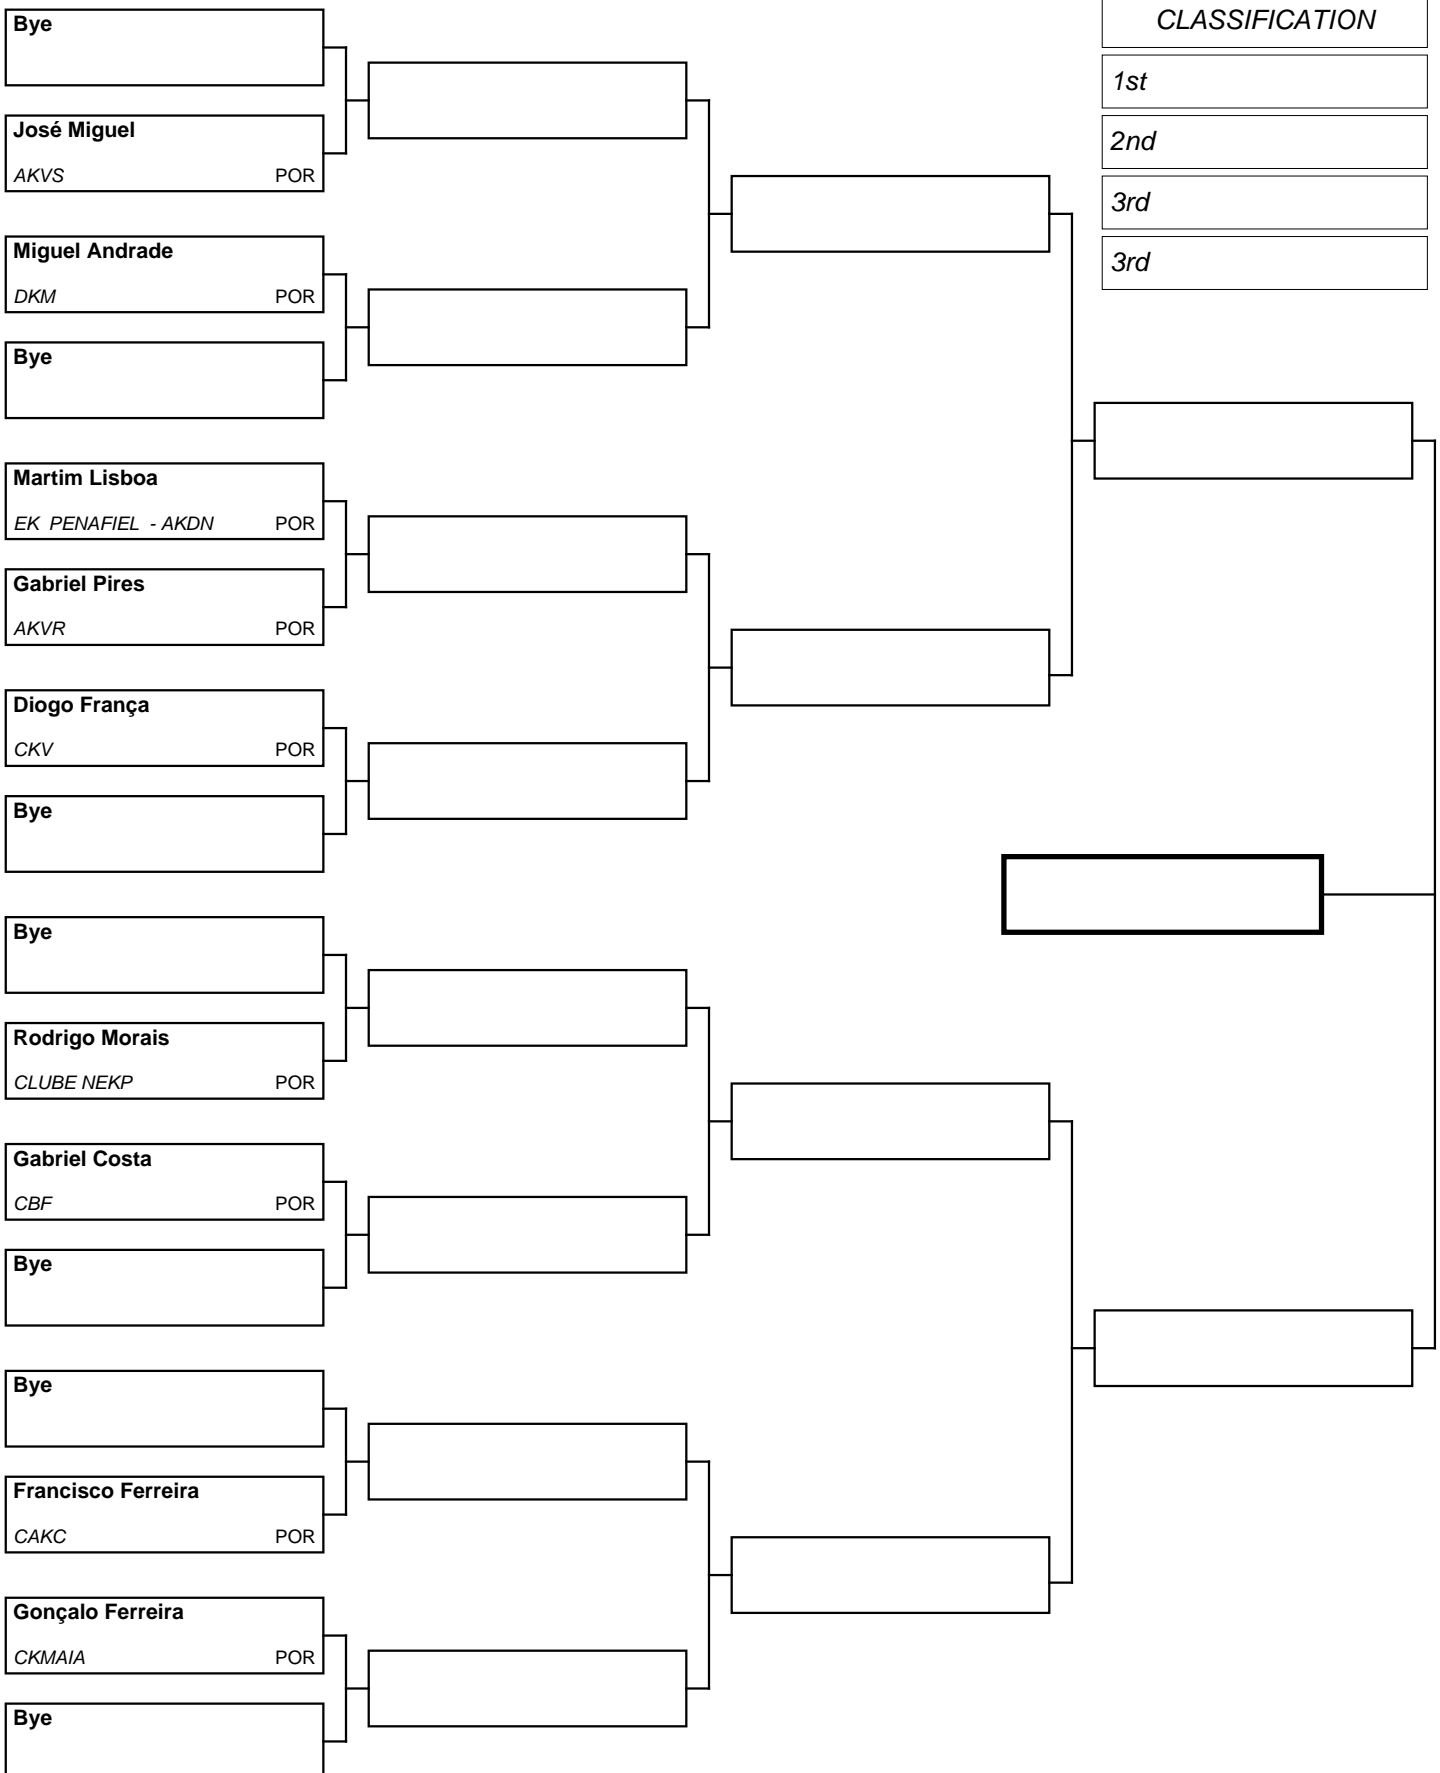 Bye
José Miguel
AKVS POR
Miguel Andrade
DKM POR
Bye
Martim Lisboa
EK PENAFIEL - AKDN POR
Gabriel Pires
AKVR POR
Diogo França
CKV POR
Bye
Bye
Rodrigo Morais
CLUBE NEKP POR
Gabriel Costa
CBF POR
Bye
Bye
Francisco Ferreira
CAKC POR
Gonçalo Ferreira
CKMAIA POR
Bye
CLASSIFICATION
1st
2nd
3rd
3rd